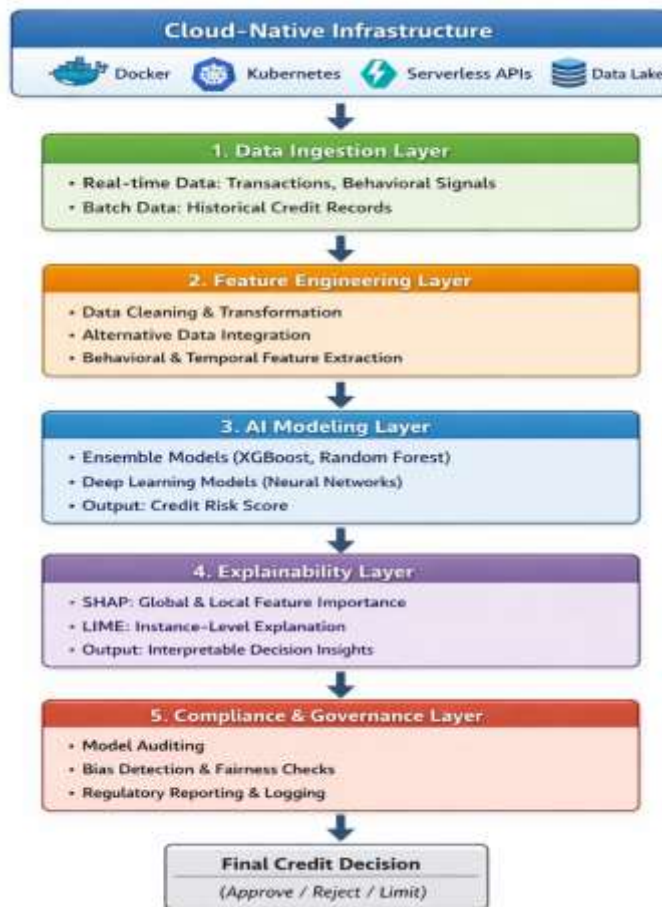 Cloud-Native Infrastructure
Docker Kubernetes Serverless APIs Data Lake
1. Data Ingestion Layer
• Real-time Data: Transactions, Behavioral Signals
• Batch Data: Historical Credit Records
2. Feature Engineering Layer
• Data Cleaning & Transformation
• Alternative Data Integration
• Behavioral & Temporal Feature Extraction
3. AI Modeling Layer
• Ensemble Models (XGBoost, Random Forest)
• Deep Learning Models (Neural Networks)
• Output: Credit Risk Score
4. Explainability Layer
• SHAP: Global & Local Feature Importance
• LIME: Instance-Level Explanation
• Output: Interpretable Decision Insights
5. Compliance & Governance Layer
• Model Auditing
• Bias Detection & Fairness Checks
• Regulatory Reporting & Logging
Final Credit Decision
(Approve / Reject / Limit)